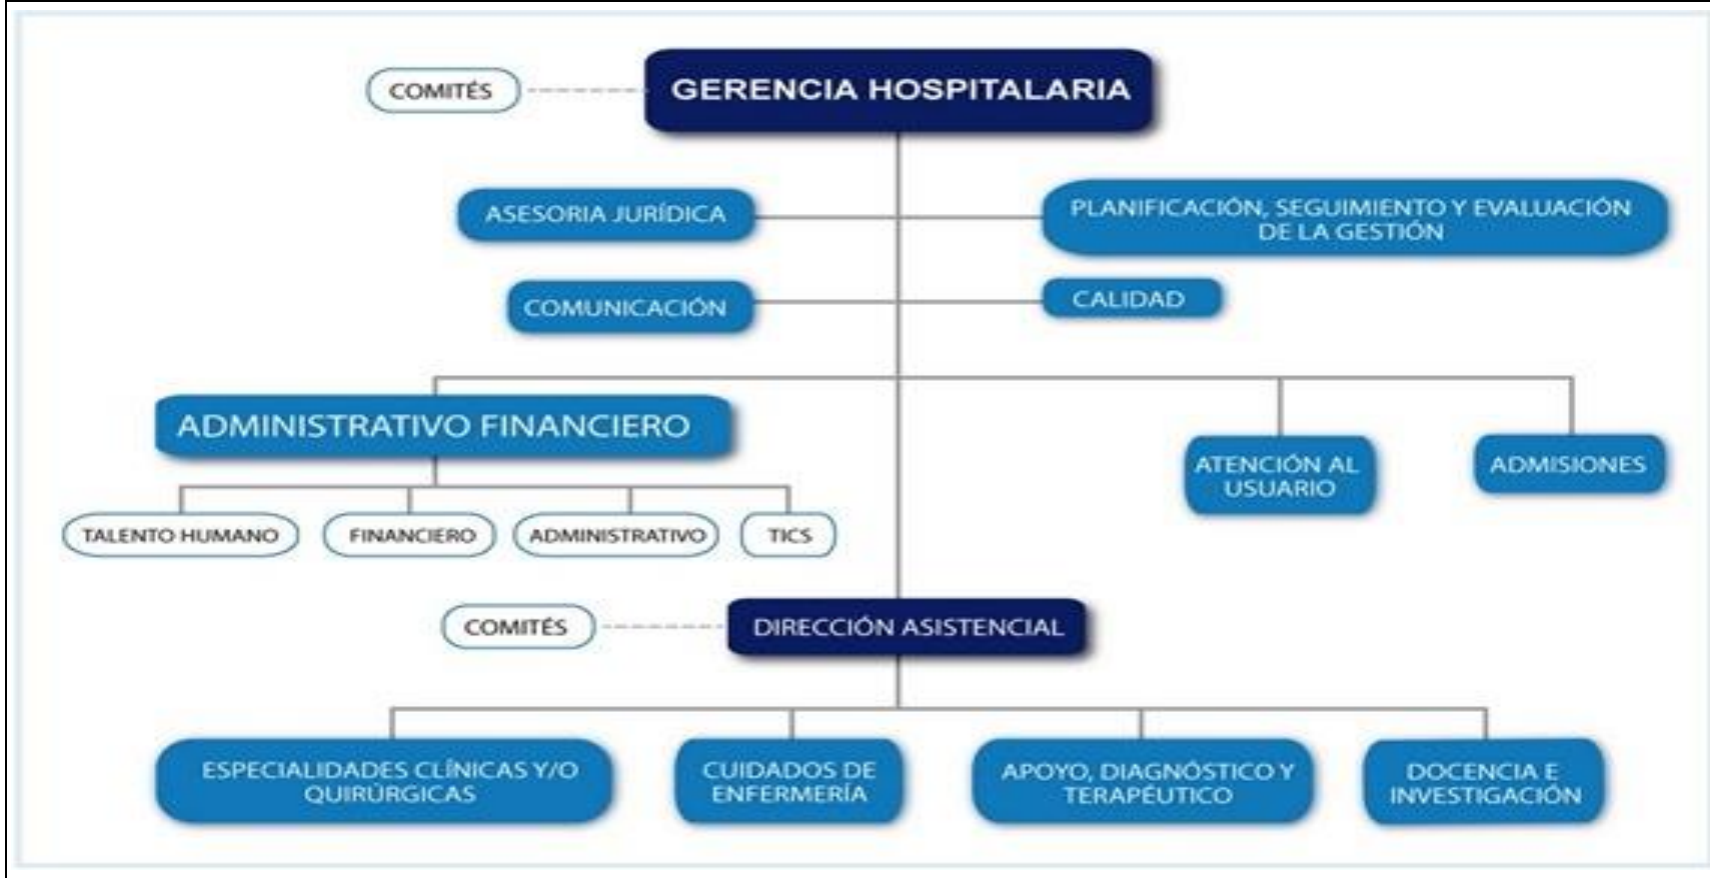 COMITÉS
GERENCIA HOSPITALARIA
ASESORIA JURÍDICA
PLANIFICACIÓN, SEGUIMIENTO Y EVALUACIÓN
DE LA GESTIÓN
COMUNICACIÓN
CALIDAD
ADMINISTRATIVO FINANCIERO
ATENCIÓN AL
USUARIO
ADMISIONES
TALENTO HUMANO
FINANCIERO
ADMINISTRATIVO
TICS
COMITÉS
DIRECCIÓN ASISTENCIAL
ESPECIALIDADES CLÍNICAS Y/O
QUIRÚRGICAS
CUIDADOS DE
ENFERMERÍA
APOYO, DIAGNÓSTICO Y
TERAPÉUTICO
DOCENCIA E
INVESTIGACIÓN